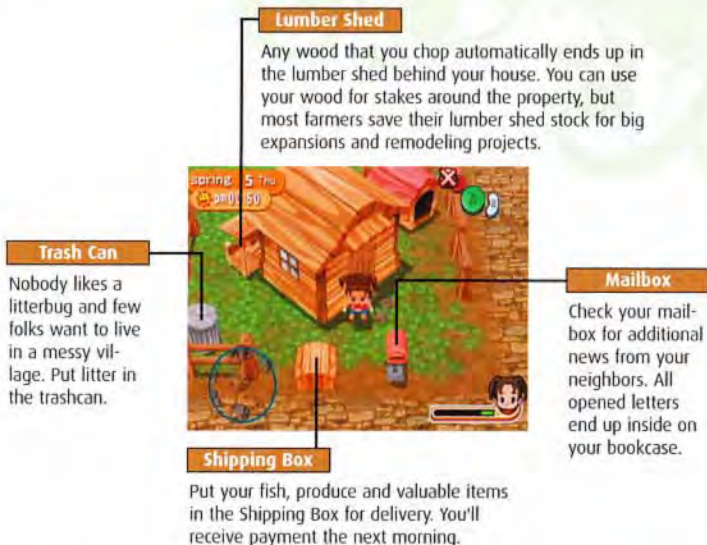 Lumber Shed
Any wood that you chop automatically ends up in
the lumber shed behind your house. You can use
your wood for stakes around the property, but
most farmers save their lumber shed stock for big
expansions and remodeling projects.
spring 5 Thu
Trash Can
Nobody likes a
litterbug and few
folks want to live
in a messy vil-
lage. Put litter in
the trashcan.
Mailbox
Check your mail-
box for additional
news from your
neighbors. All
opened letters
end up inside on
your bookcase.
Shipping Box
Put your fish, produce and valuable items
in the Shipping Box for delivery. You'll
receive payment the next morning.